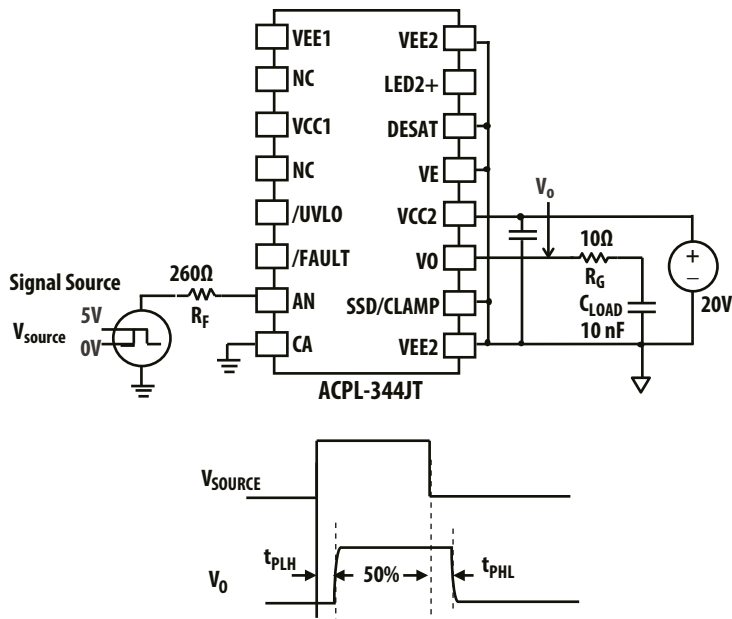 VEE1
VEE2
NC
LED2+
VCC1
DESAT
NC
VE
/UVLO
VCC2
Vo
/FAULT
VO
10Ω
RG
+
−
20V
Signal Source
260Ω
RF
AN
SSD/CLAMP
CLOAD
10 nF
Vsource
5V
0V
CA
VEE2
ACPL-344JT
VSOURCE
tPLH
50%
tPHL
VO